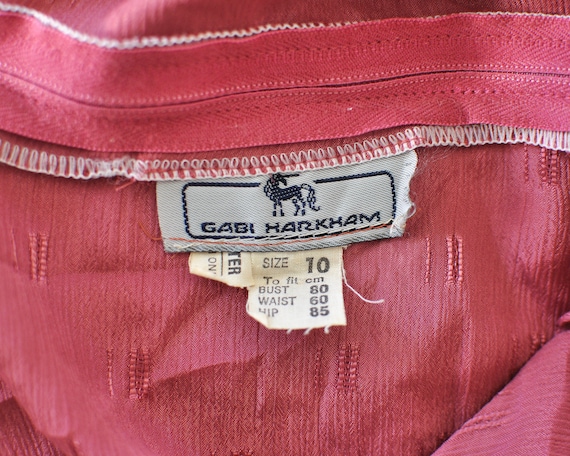 GABI HARKHAM
SIZE 10
To fit cm
BUST 80
WAIST 60
HIP 85